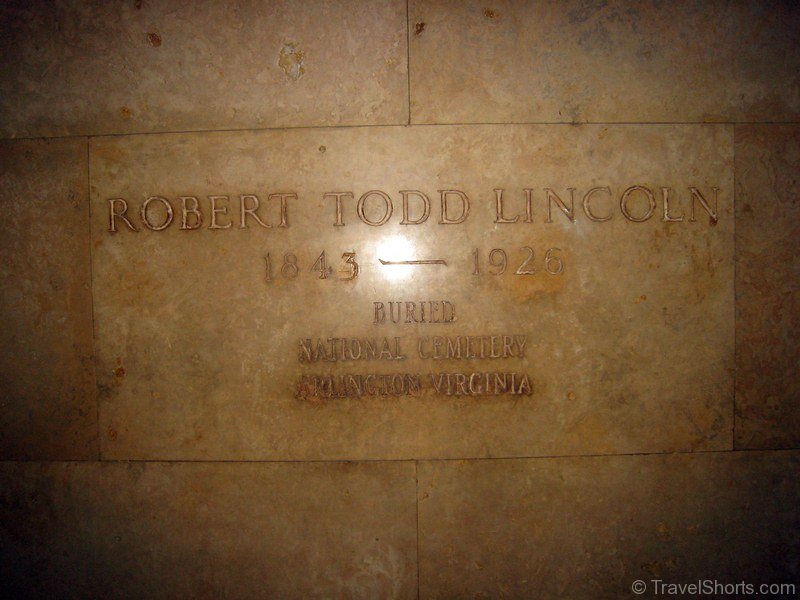 ROBERT TODD LINCOLN
1843 — 1926
BURIED
NATIONAL CEMETERY
ARLINGTON VIRGINIA
© TravelShorts.com